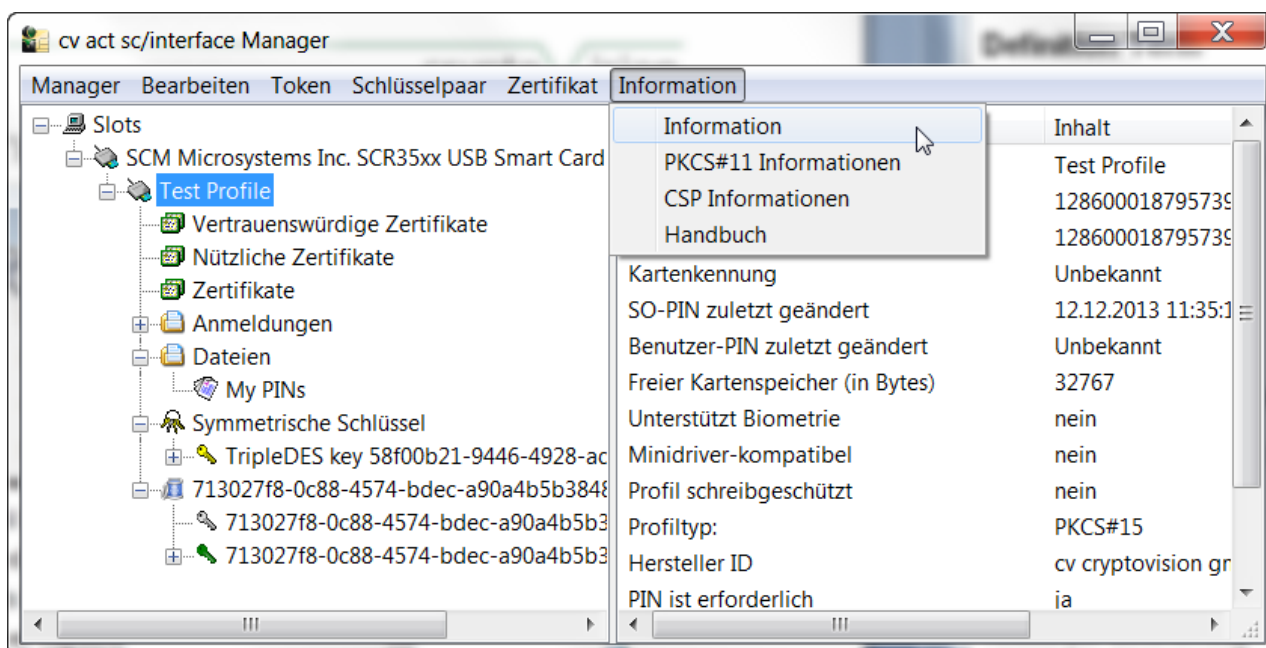 cv act sc/interface Manager
Manager Bearbeiten Token Schlüsselpaar Zertifikat Information
Slots
SCM Microsystems Inc. SCR35xx USB Smart Card
Test Profile
Vertrauenswürdige Zertifikate
Nützliche Zertifikate
Zertifikate
Anmeldungen
Dateien
My PINs
Symmetrische Schlüssel
TripleDES key 58f00b21-9446-4928-ac
713027f8-0c88-4574-bdec-a90a4b5b3848
713027f8-0c88-4574-bdec-a90a4b5b3
713027f8-0c88-4574-bdec-a90a4b5b3
Information
PKCS#11 Informationen
CSP Informationen
Handbuch
Inhalt
Test Profile
128600018795739
128600018795739
Kartenkennung Unbekannt
SO-PIN zuletzt geändert 12.12.2013 11:35:1
Benutzer-PIN zuletzt geändert Unbekannt
Freier Kartenspeicher (in Bytes) 32767
Unterstützt Biometrie nein
Minidriver-kompatibel nein
Profil schreibgeschützt nein
Profiltyp: PKCS#15
Hersteller ID cv cryptovision gr
PIN ist erforderlich ja